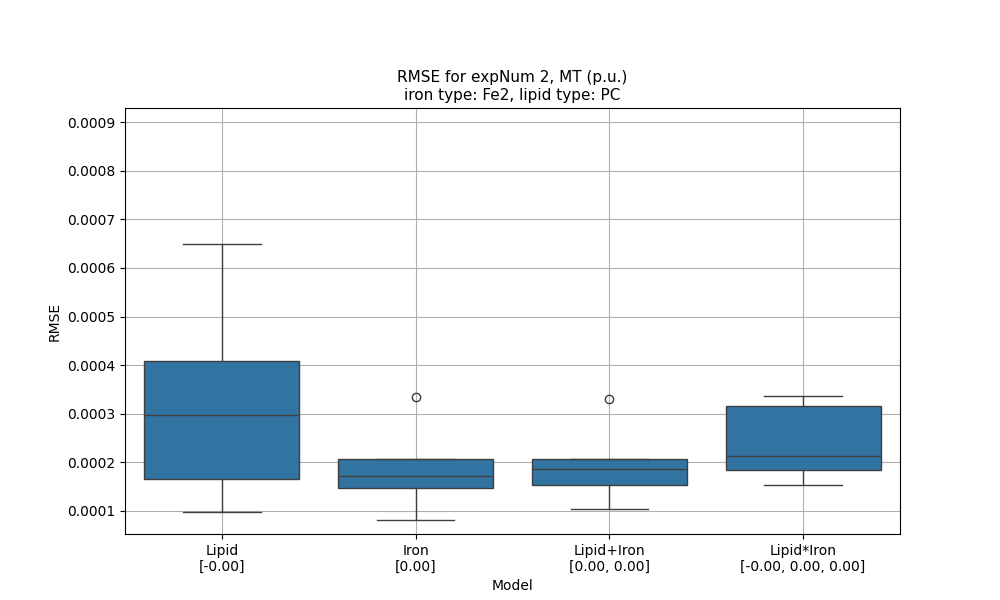 RMSE for expNum 2, MT (p.u.)
iron type: Fe2, lipid type: PC
0.0009
0.0008
0.0007
0.0006
0.0005
0.0004
0.0003
0.0002
0.0001
RMSE
Lipid
[-0.00]
Iron
[0.00]
Lipid+Iron
[0.00, 0.00]
Lipid*Iron
[-0.00, 0.00, 0.00]
Model